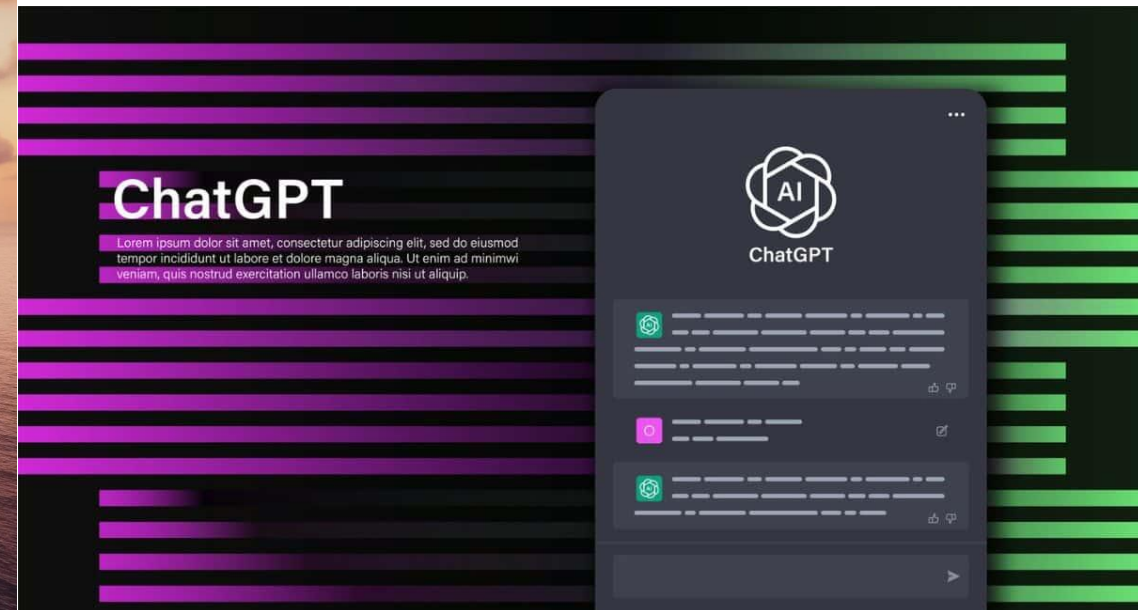 ChatGPT
Lorem ipsum dolor sit amet, consectetur adipiscing elit, sed do eiusmod
tempor incididunt ut labore et dolore magna aliqua. Ut enim ad minimwi
veniam, quis nostrud exercitation ullamco laboris nisi ut aliquip.
AI
ChatGPT